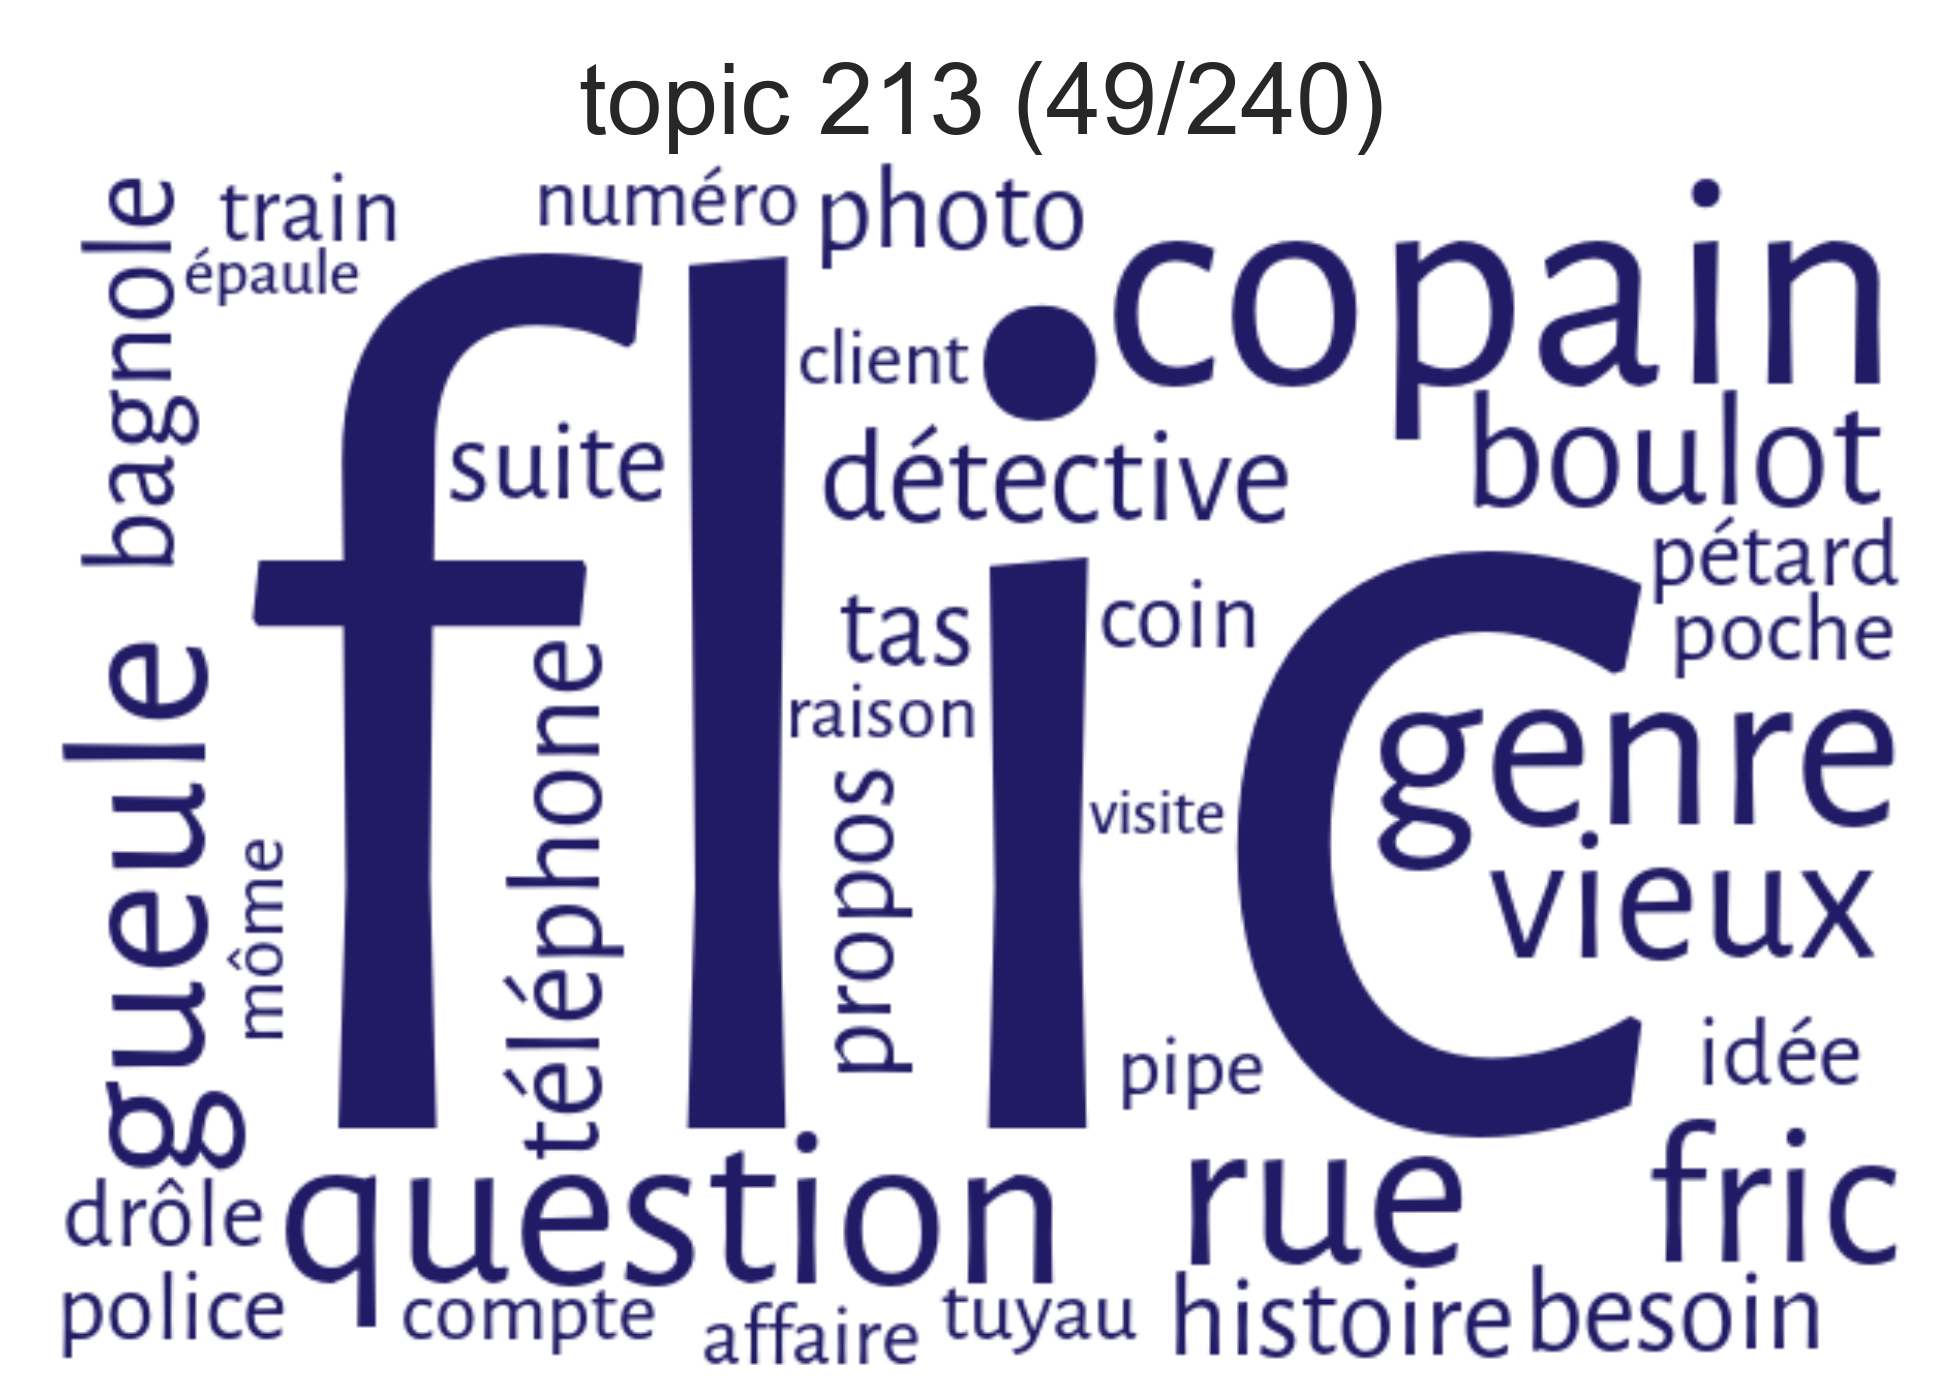 topic 213 (49/240)
bagnole
train
numéro
photo
copain
épaule
flic
client
suite
détective
boulot
pétard
poche
tas
coin
gueule
téléphone
raison
genre
môme
propos
visite
vieux
pipe
idée
drôle
question
rue
fric
police
compte
affaire
tuyau
histoire
besoin